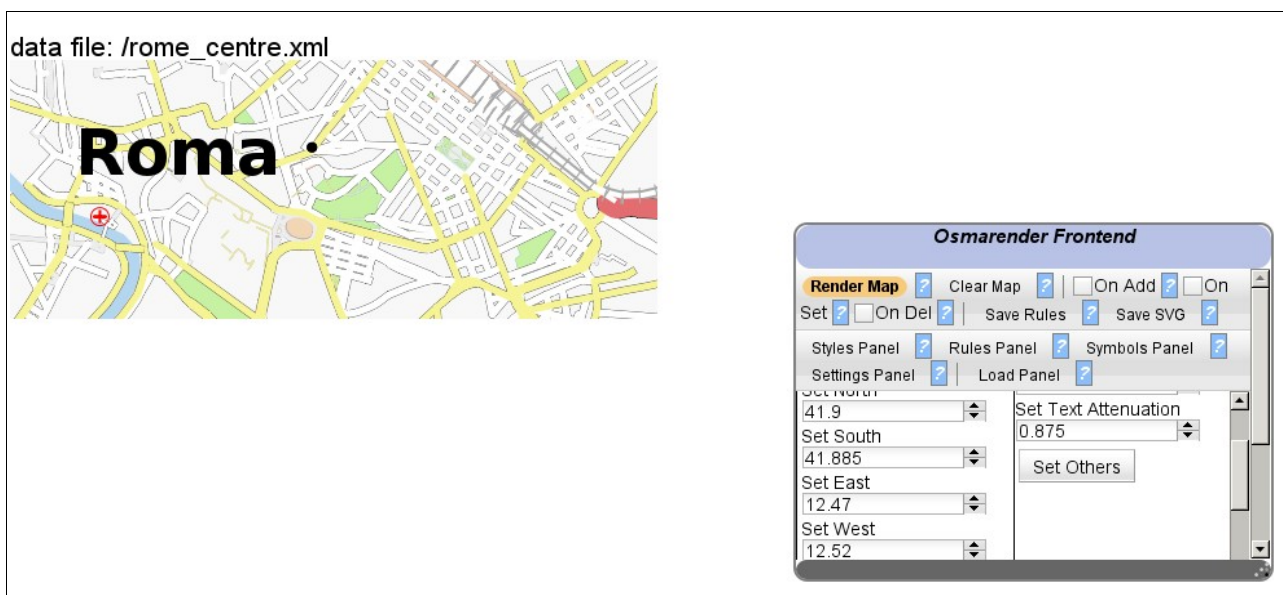 data file: /rome_centre.xml
Roma
Osmarender Frontend
Render Map ? Clear Map ? On Add ? On
Set ? On Del ? Save Rules ? Save SVG ?
Styles Panel ? Rules Panel ? Symbols Panel ?
Settings Panel ? Load Panel ?
Set North
41.9
Set South
41.885
Set East
12.47
Set West
12.52
Set Text Attenuation
0.875
Set Others